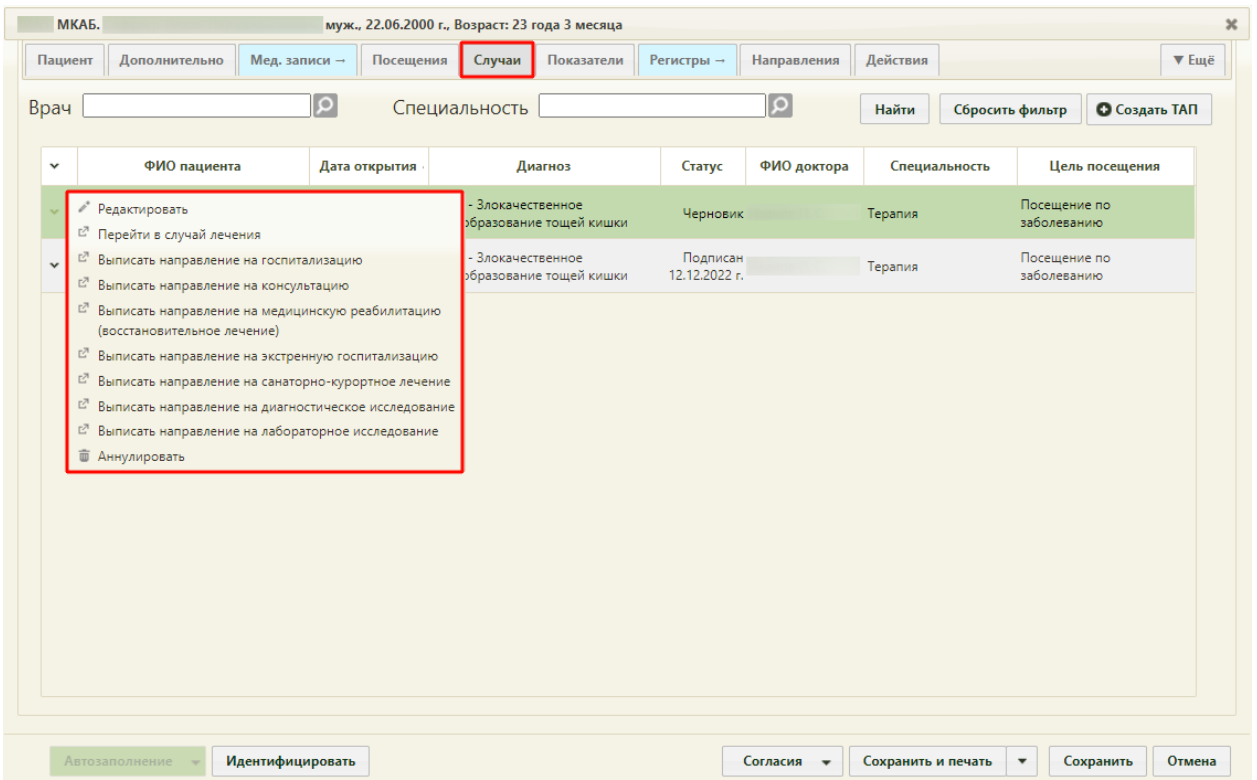 МКАБ. муж., 22.06.2000 г., Возраст: 23 года 3 месяца
Пациент Дополнительно Мед. записи → Посещения Случаи Показатели Регистры → Направления Действия ▼ Ещё
Врач Специальность Найти Сбросить фильтр Создать ТАП
ФИО пациента Дата открытия Диагноз Статус ФИО доктора Специальность Цель посещения
- Злокачественное
образование тощей кишки
Черновик
Терапия
Посещение по
заболеванию
- Злокачественное
образование тощей кишки
Подписан
12.12.2022 г.
Терапия
Посещение по
заболеванию
Редактировать
Перейти в случай лечения
Выписать направление на госпитализацию
Выписать направление на консультацию
Выписать направление на медицинскую реабилитацию
(восстановительное лечение)
Выписать направление на экстренную госпитализацию
Выписать направление на санаторно-курортное лечение
Выписать направление на диагностическое исследование
Выписать направление на лабораторное исследование
Аннулировать
Автозаполнение Идентифицировать Согласия Сохранить и печать Сохранить Отмена